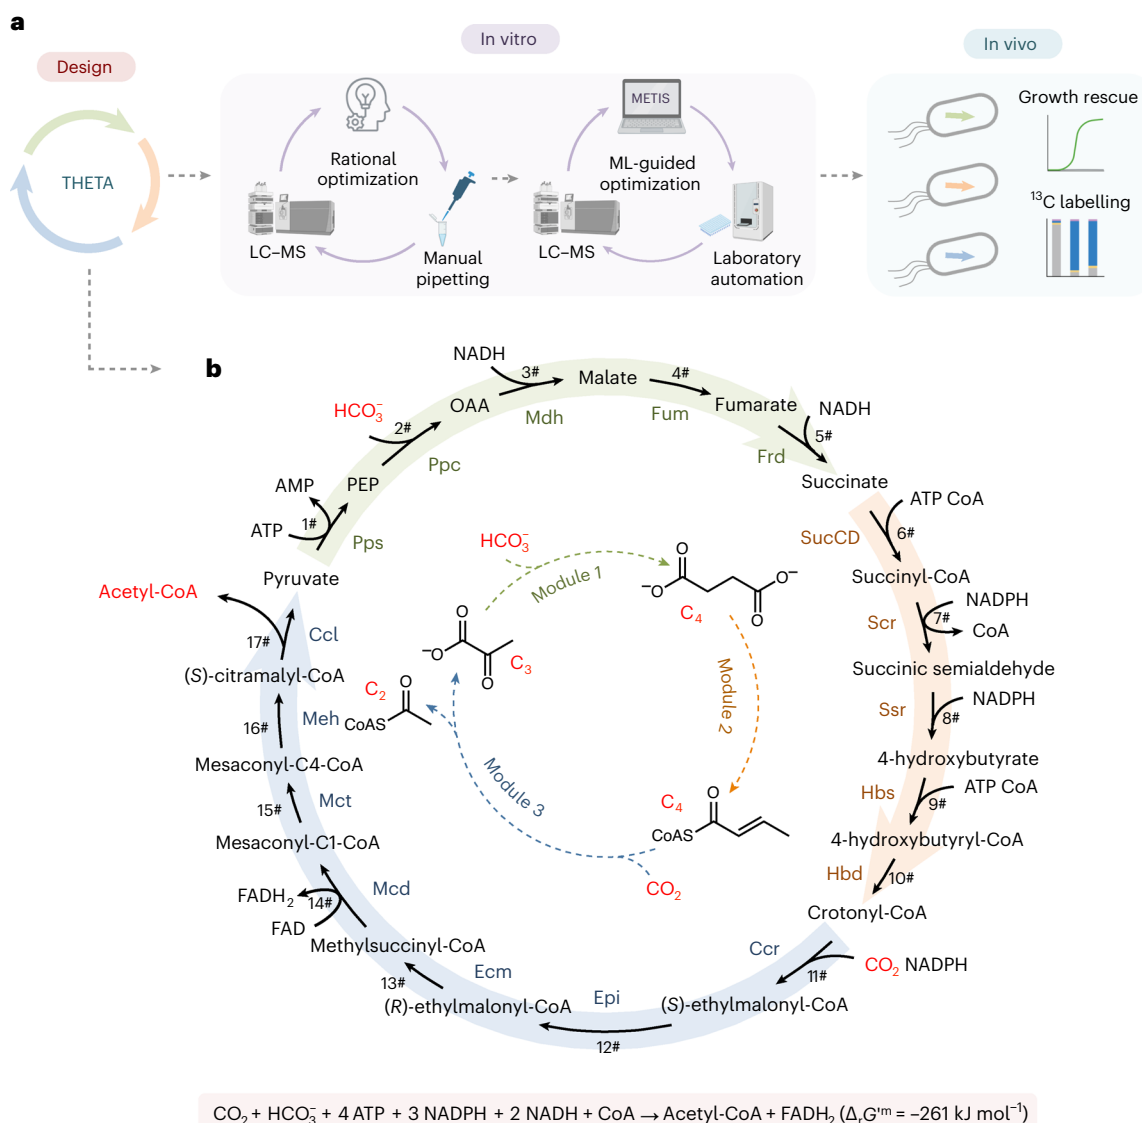 a
Design
In vitro
In vivo
THETA
Rational
optimization
LC–MS
Manual
pipetting
METIS
ML-guided
optimization
LC–MS
Laboratory
automation
Growth rescue
¹³C labelling
b
NADH
3#
Malate
4#
Fumarate
NADH
5#
HCO₃⁻
2#
OAA
Mdh
Fum
Frd
Succinate
AMP
PEP
Ppc
ATP
1#
Pps
ATP CoA
SucCD
6#
Succinyl-CoA
Pyruvate
HCO₃⁻
Module 1
O
⁻O
O⁻
O
C₄
Acetyl-CoA
17#
Ccl
NADPH
Scr
7#
CoA
O
⁻O
O
C₃
(S)-citramalyl-CoA
Succinic semialdehyde
C₂
O
CoAS
Module 2
Meh
16#
Ssr
NADPH
8#
Mesaconyl-C4-CoA
4-hydroxybutyrate
Module 3
Mct
15#
Hbs
ATP CoA
9#
C₄
O
CoAS
Mesaconyl-C1-CoA
4-hydroxybutyryl-CoA
CO₂
Mcd
FADH₂
14#
FAD
Hbd
10#
Crotonyl-CoA
Methylsuccinyl-CoA
Ccr
CO₂ NADPH
11#
Ecm
13#
(R)-ethylmalonyl-CoA
Epi
(S)-ethylmalonyl-CoA
12#
CO₂ + HCO₃⁻ + 4 ATP + 3 NADPH + 2 NADH + CoA → Acetyl-CoA + FADH₂ (ΔᵣG′ᵐ = –261 kJ mol⁻¹)